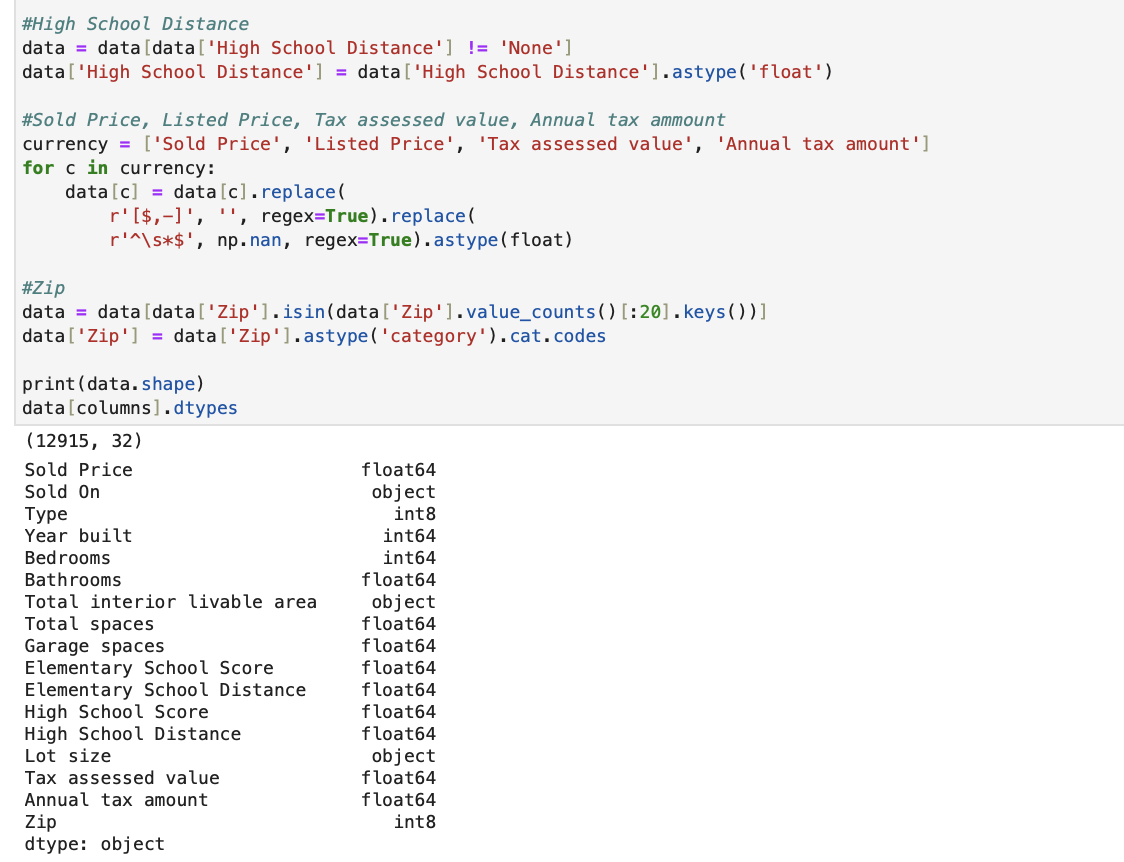 #High School Distance
data = data[data['High School Distance'] != 'None']
data['High School Distance'] = data['High School Distance'].astype('float')
#Sold Price, Listed Price, Tax assessed value, Annual tax ammount
currency = ['Sold Price', 'Listed Price', 'Tax assessed value', 'Annual tax amount']
for c in currency:
    data[c] = data[c].replace(
        r'[$,-]', '', regex=True).replace(
        r'^\s*$', np.nan, regex=True).astype(float)
#Zip
data = data[data['Zip'].isin(data['Zip'].value_counts()[:20].keys())]
data['Zip'] = data['Zip'].astype('category').cat.codes
print(data.shape)
data[columns].dtypes
(12915, 32)
Sold Price                     float64
Sold On                         object
Type                              int8
Year built                       int64
Bedrooms                         int64
Bathrooms                      float64
Total interior livable area     object
Total spaces                   float64
Garage spaces                  float64
Elementary School Score        float64
Elementary School Distance     float64
High School Score              float64
High School Distance           float64
Lot size                        object
Tax assessed value             float64
Annual tax amount              float64
Zip                               int8
dtype: object